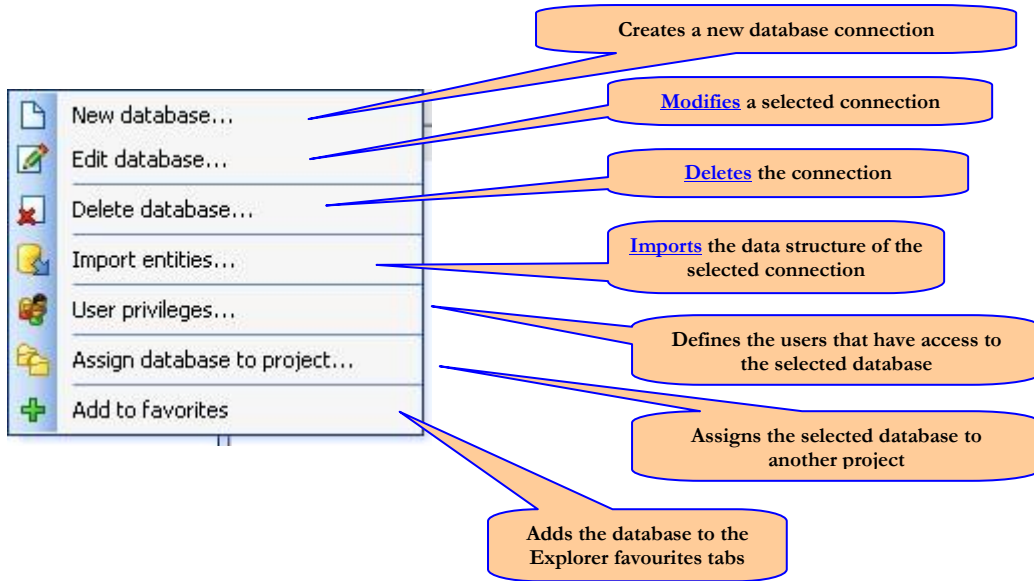 Creates a new database connection
New database...
Modifies a selected connection
Edit database...
Deletes the connection
Delete database...
Imports the data structure of the
selected connection
Import entities...
User privileges...
Defines the users that have access to
the selected database
Assign database to project...
Add to favorites
Assigns the selected database to
another project
Adds the database to the
Explorer favourites tabs